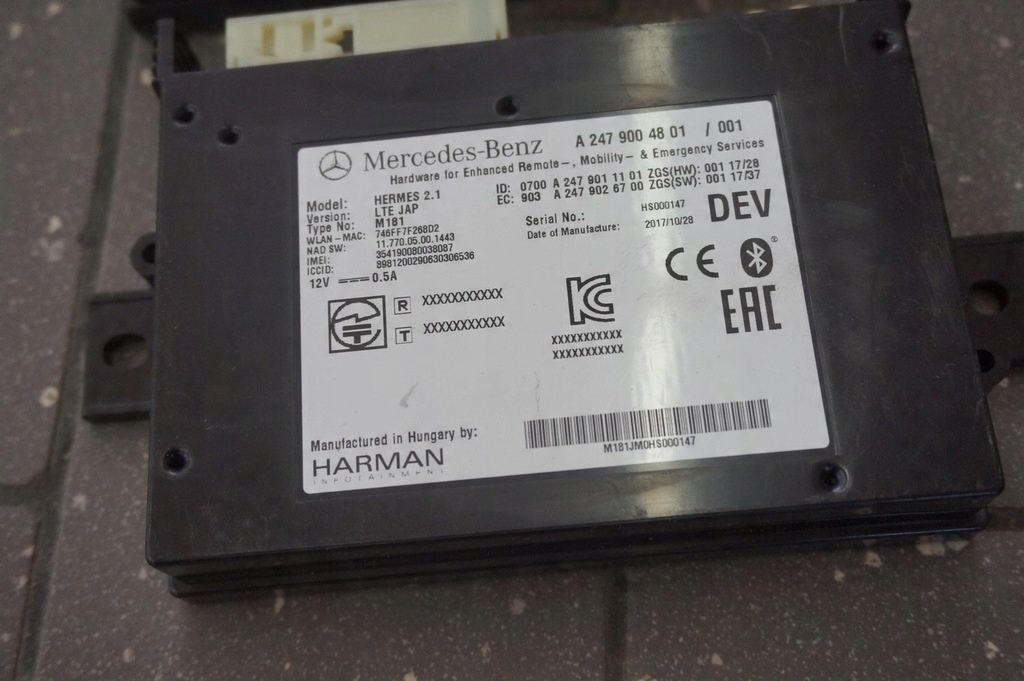 Mercedes-Benz A 247 900 48 01 / 001
Hardware for Enhanced Remote-, Mobility- & Emergency Services
Model: HERMES 2.1
Version: LTE JAP
Type No: M181
WLAN-MAC: 746FF7F268D2
NAD SW: 11.770.05.00.1443
IMEI: 354190080038087
ICCID: 8981200290630306536
12V 0.5A
ID: 0700 A 247 901 11 01 ZGS(HW): 001 17/28
EC: 903 A 247 902 67 00 ZGS(SW): 001 17/37
Serial No.: HS000147
Date of Manufacture: 2017/10/28
DEV
CE
EAC
R XXXXXXXXXXX
T XXXXXXXXXXX
KC
XXXXXXXXXXX
XXXXXXXXXXX
Manufactured in Hungary by:
HARMAN
INFOTAINMENT
M181JM0HS000147